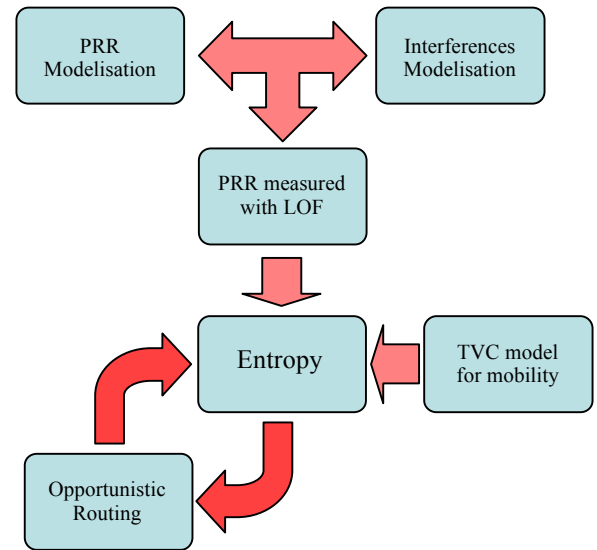 PRR
Modelisation
Interferences
Modelisation
PRR measured
with LOF
Entropy
TVC model
for mobility
Opportunistic
Routing